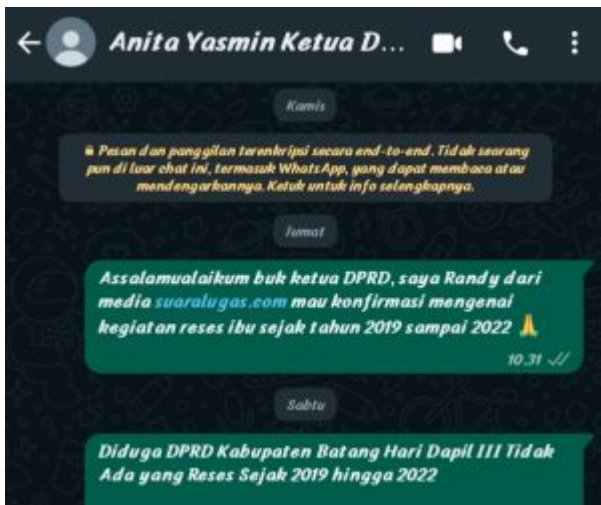 Anita Yasmin Ketua D...
Kamis
Pesan dan panggilan terenkripsi secara end-to-end. Tidak seorang
pun di luar chat ini, termasuk WhatsApp, yang dapat membaca atau
mendengarkannya. Ketuk untuk info selengkapnya.
Jumat
Assalamualaikum buk ketua DPRD, saya Randy dari
media suaralugas.com mau konfirmasi mengenai
kegiatan reses ibu sejak tahun 2019 sampai 2022 🙏
10.31
Sabtu
Diduga DPRD Kabupaten Batang Hari Dapil III Tidak
Ada yang Reses Sejak 2019 hingga 2022